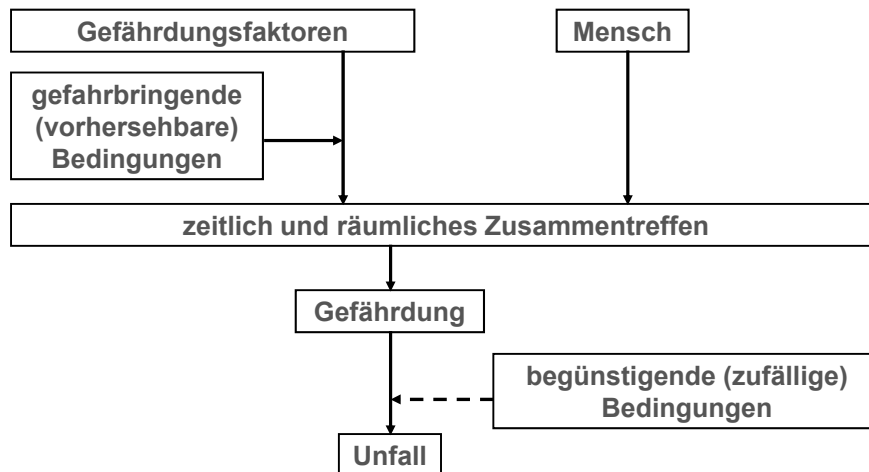 Gefährdungsfaktoren
Mensch
gefahrbringende
(vorhersehbare)
Bedingungen
zeitlich und räumliches Zusammentreffen
Gefährdung
begünstigende (zufällige)
Bedingungen
Unfall